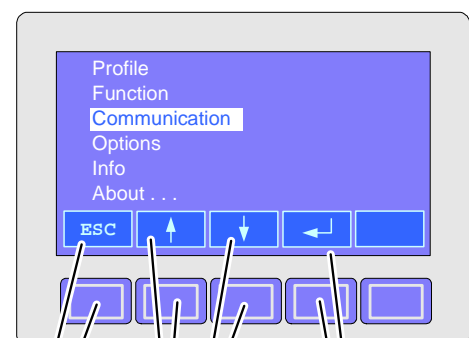 Profile
Function
Communication
Options
Info
About . . .
ESC